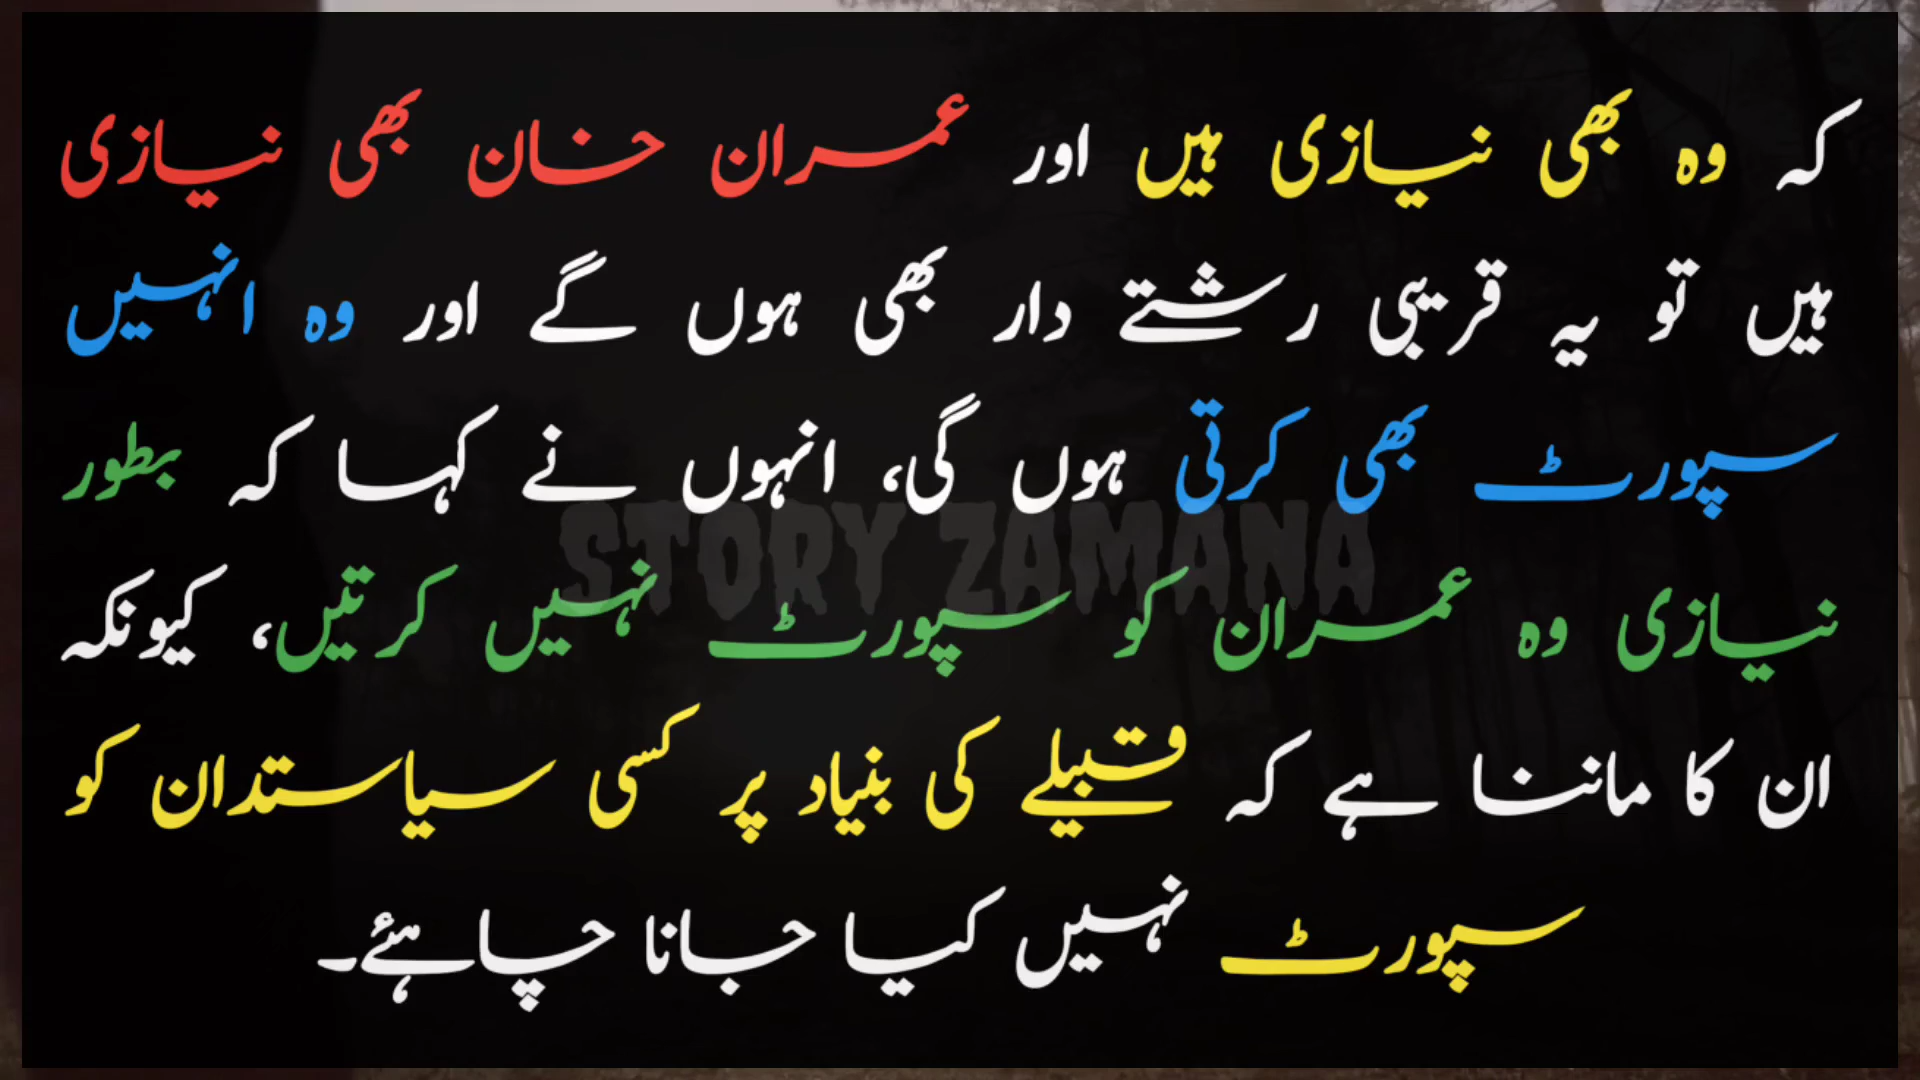 کہ وہ بھی نیازی ہیں اور عمران خان بھی نیازی
ہیں تو یہ قریبی رشتے دار بھی ہوں گے اور وہ انہیں
سپورٹ بھی کرتی ہوں گی، انہوں نے کہا کہ بطور
STORY ZAMANA
نیازی وہ عمران کو سپورٹ نہیں کرتیں، کیونکہ
ان کا ماننا ہے کہ قبیلے کی بنیاد پر کسی سیاستدان کو
سپورٹ نہیں کیا جانا چاہئے۔